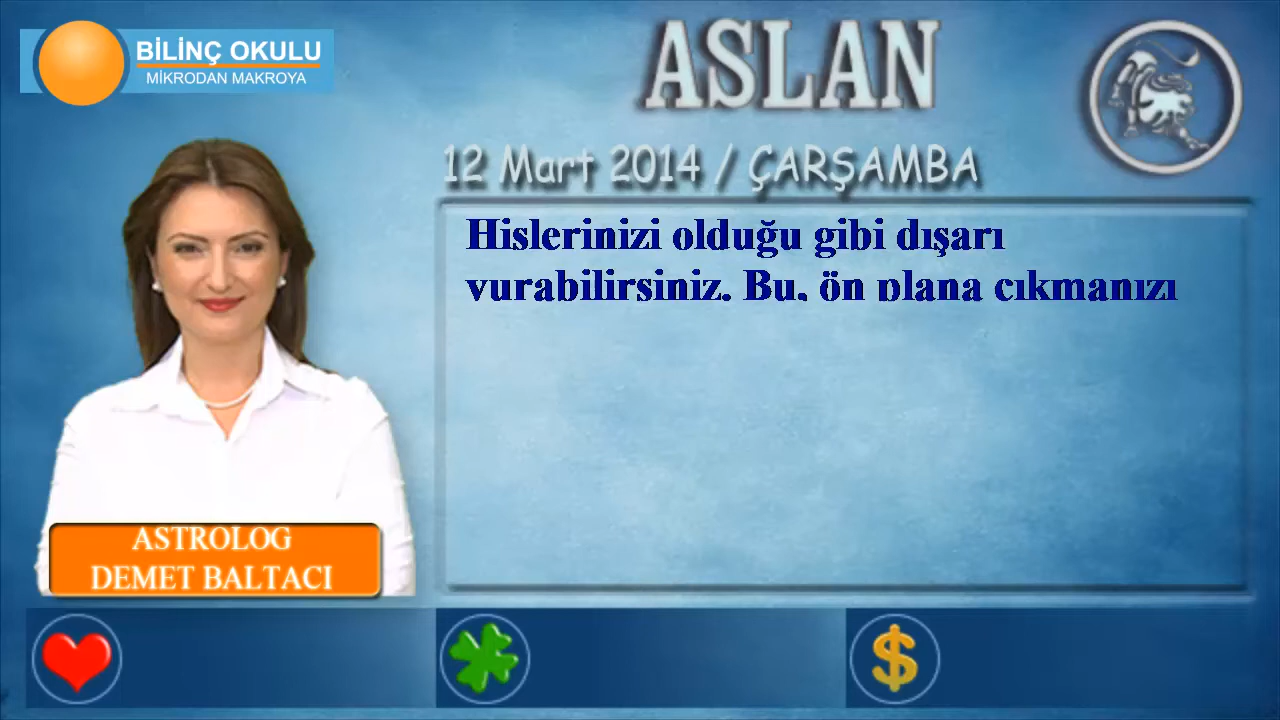 BİLİNÇ OKULU
MİKRODAN MAKROYA
ASLAN
12 Mart 2014 / ÇARŞAMBA
Hislerinizi olduğu gibi dışarı
vurabilirsiniz. Bu, ön plana çıkmanızı
ASTROLOG
DEMET BALTACI